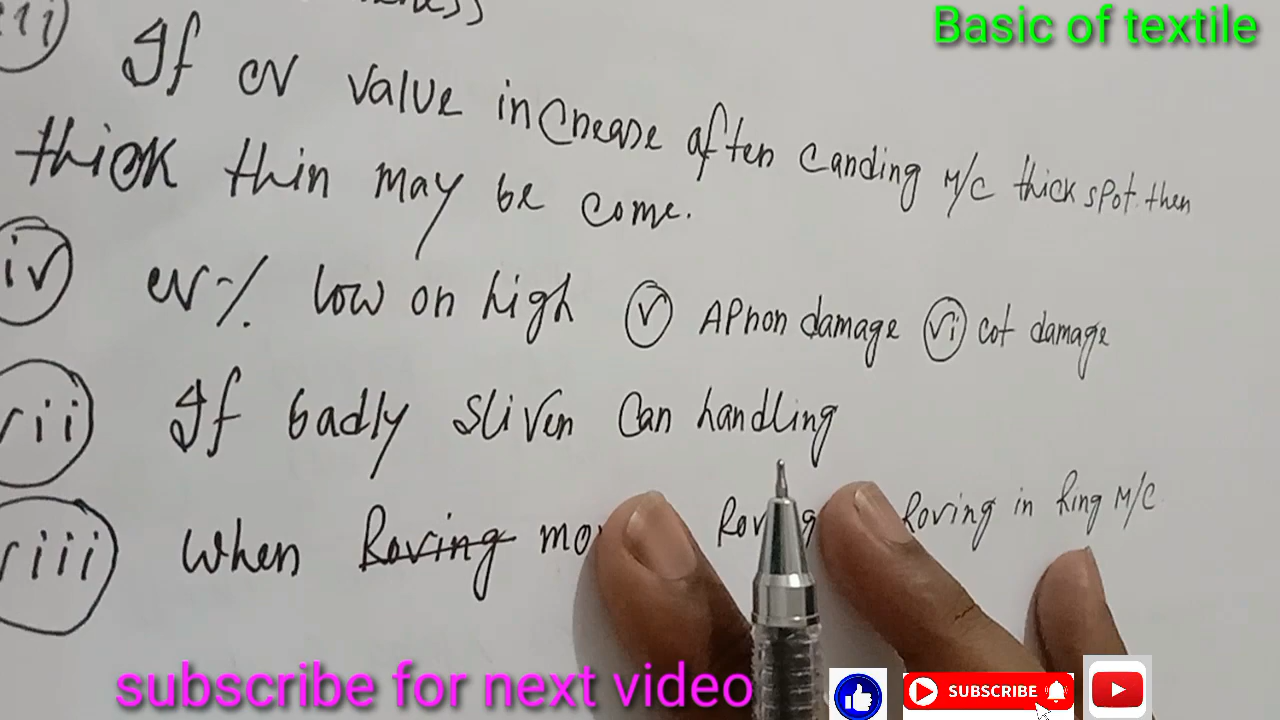 Basic of textile
iii If CV value increase after carding M/C thick spot then
thick thin may be come.
iv CV% low or high v Apron damage vi cot damage
vii If badly sliver can handling
viii When Roving Roving in Ring M/C
subscribe for next video
SUBSCRIBE